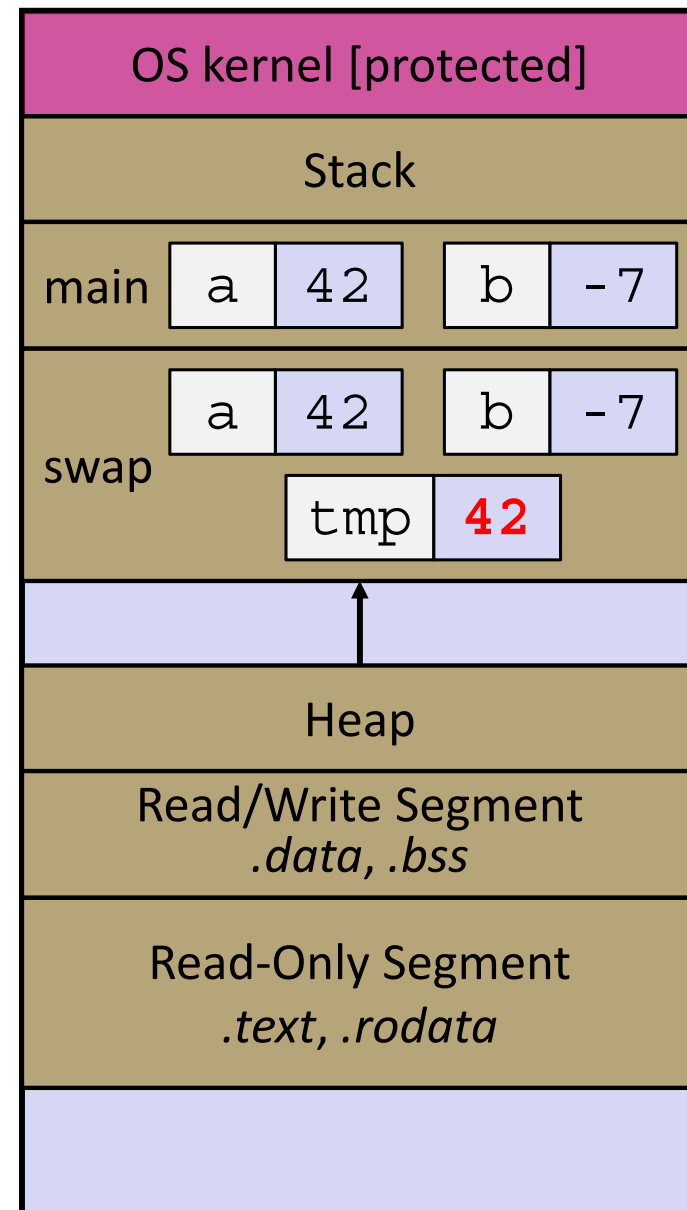 OS kernel [protected]
Stack
main a 42 b -7
a 42 b -7
swap
tmp 42
Heap
Read/Write Segment
.data, .bss
Read-Only Segment
.text, .rodata